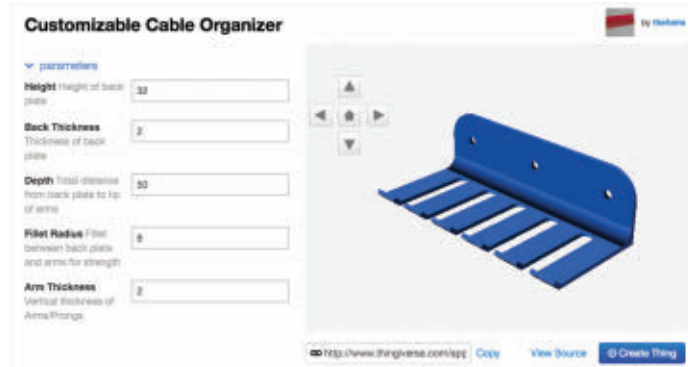 Customizable Cable Organizer
by
parameters
Height Height of back
plate
32
Back Thickness
Thickness of back
plate
2
Depth Total distance
from back plate to tip
of arms
50
Fillet Radius Fillet
between back plate
and arms for strength
6
Arm Thickness
Vertical thickness of
Arms/Prongs
2
http://www.thingiverse.com/app
Copy
View Source
Create Thing